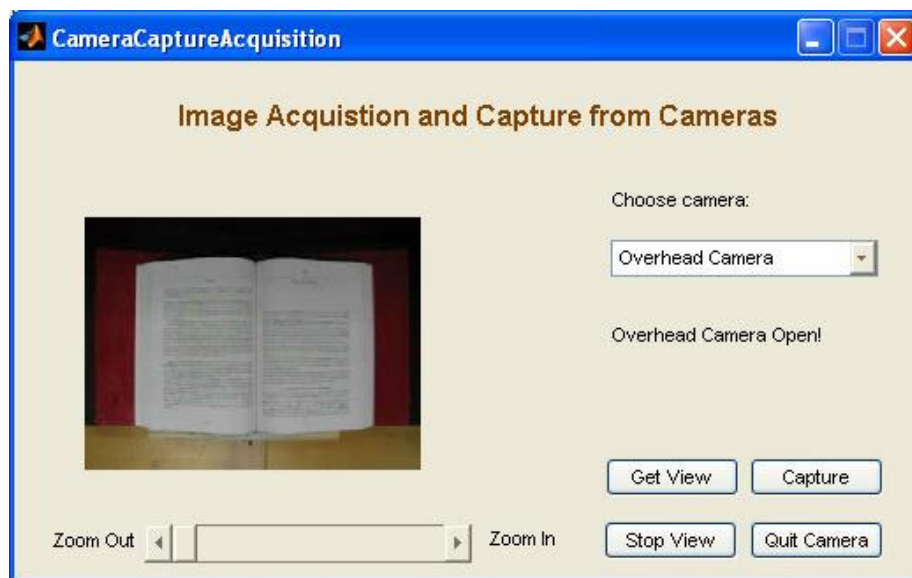 CameraCaptureAcquisition
Image Acquistion and Capture from Cameras
Choose camera:
Overhead Camera
Overhead Camera Open!
Get View
Capture
Zoom Out
Zoom In
Stop View
Quit Camera